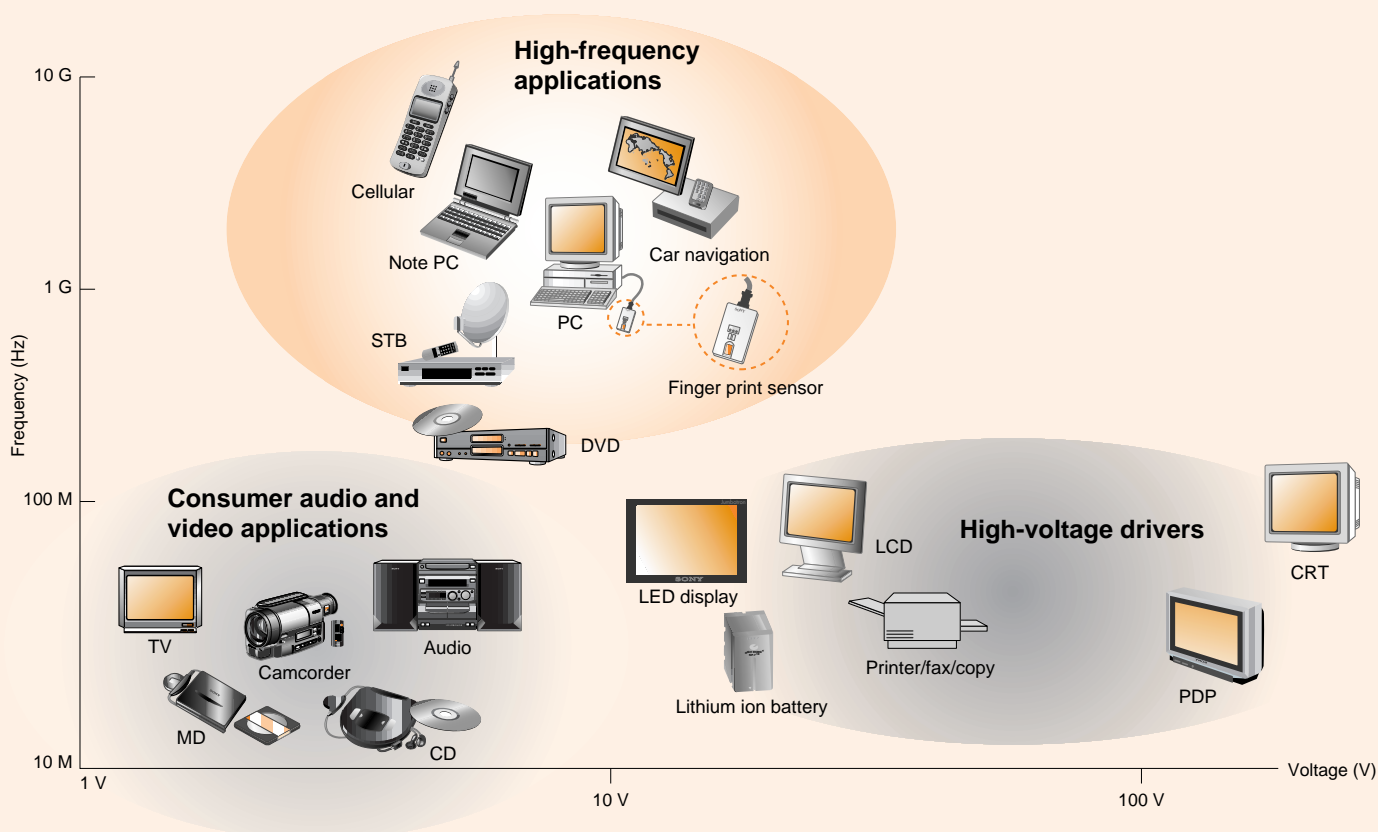 High-frequency
applications
10 G
Cellular
Note PC
Car navigation
1 G
PC
STB
Finger print sensor
Frequency (Hz)
DVD
100 M
Consumer audio and
video applications
High-voltage drivers
LCD
CRT
SONY
LED display
TV
Camcorder
Audio
Printer/fax/copy
PDP
Lithium ion battery
MD
CD
10 M
1 V
10 V
100 V
Voltage (V)